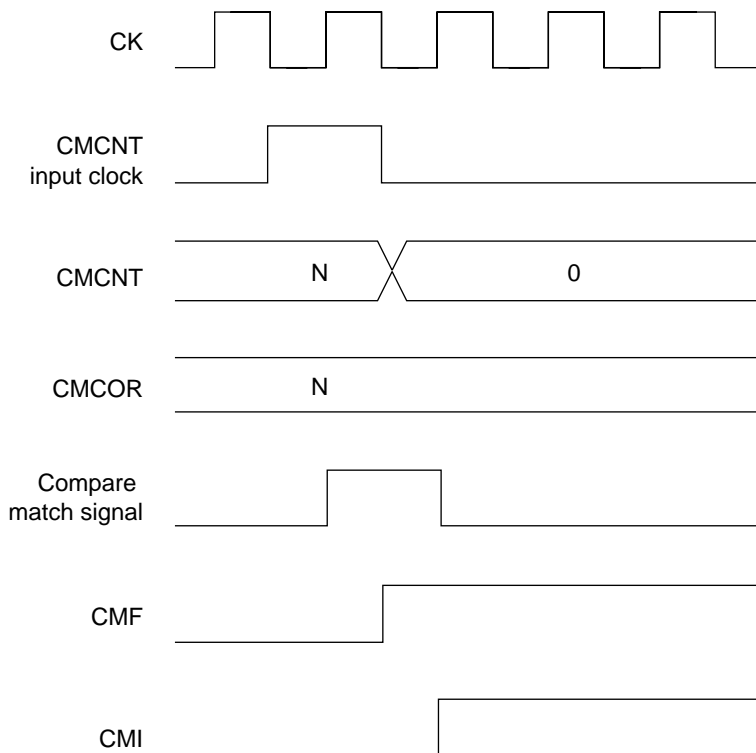 CK
CMCNT
input clock
CMCNT
N
0
CMCOR
N
Compare
match signal
CMF
CMI